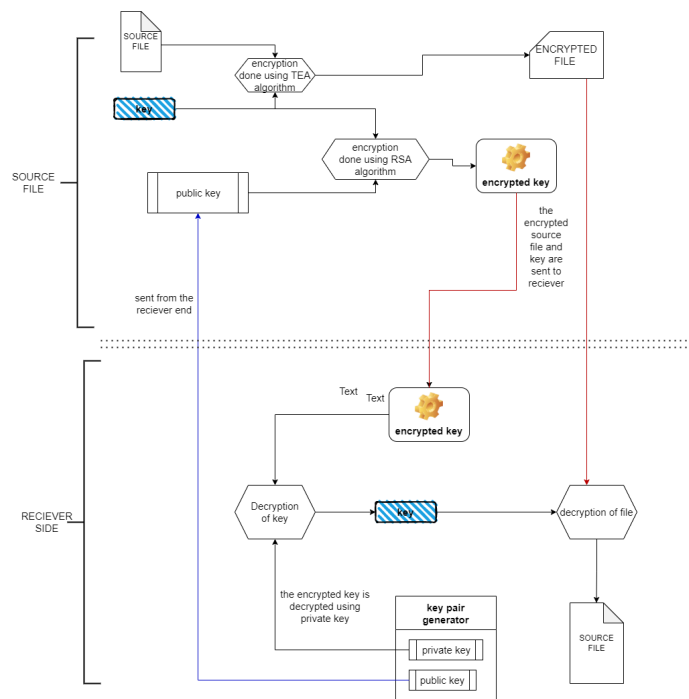 SOURCE
FILE
encryption
done using TEA
algorithm
ENCRYPTED
FILE
key
encryption
done using RSA
algorithm
encrypted key
SOURCE
FILE
public key
the
encrypted
source
file and
key are
sent to
reciever
sent from the
reciever end
Text
Text
encrypted key
Decryption
of key
key
decryption of file
RECIEVER
SIDE
the encrypted key is
decrypted using
private key
key pair
generator
private key
public key
SOURCE
FILE